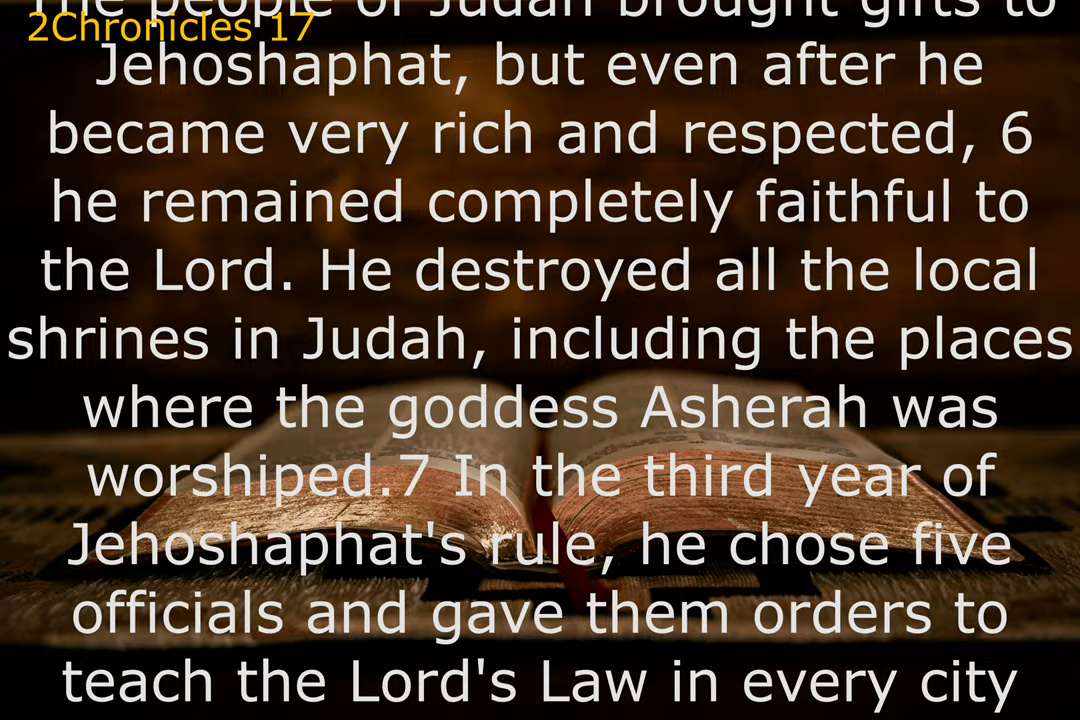 The people of Judah brought gifts to
2Chronicles 17
Jehoshaphat, but even after he
became very rich and respected, 6
he remained completely faithful to
the Lord. He destroyed all the local
shrines in Judah, including the places
where the goddess Asherah was
worshiped.7 In the third year of
Jehoshaphat's rule, he chose five
officials and gave them orders to
teach the Lord's Law in every city